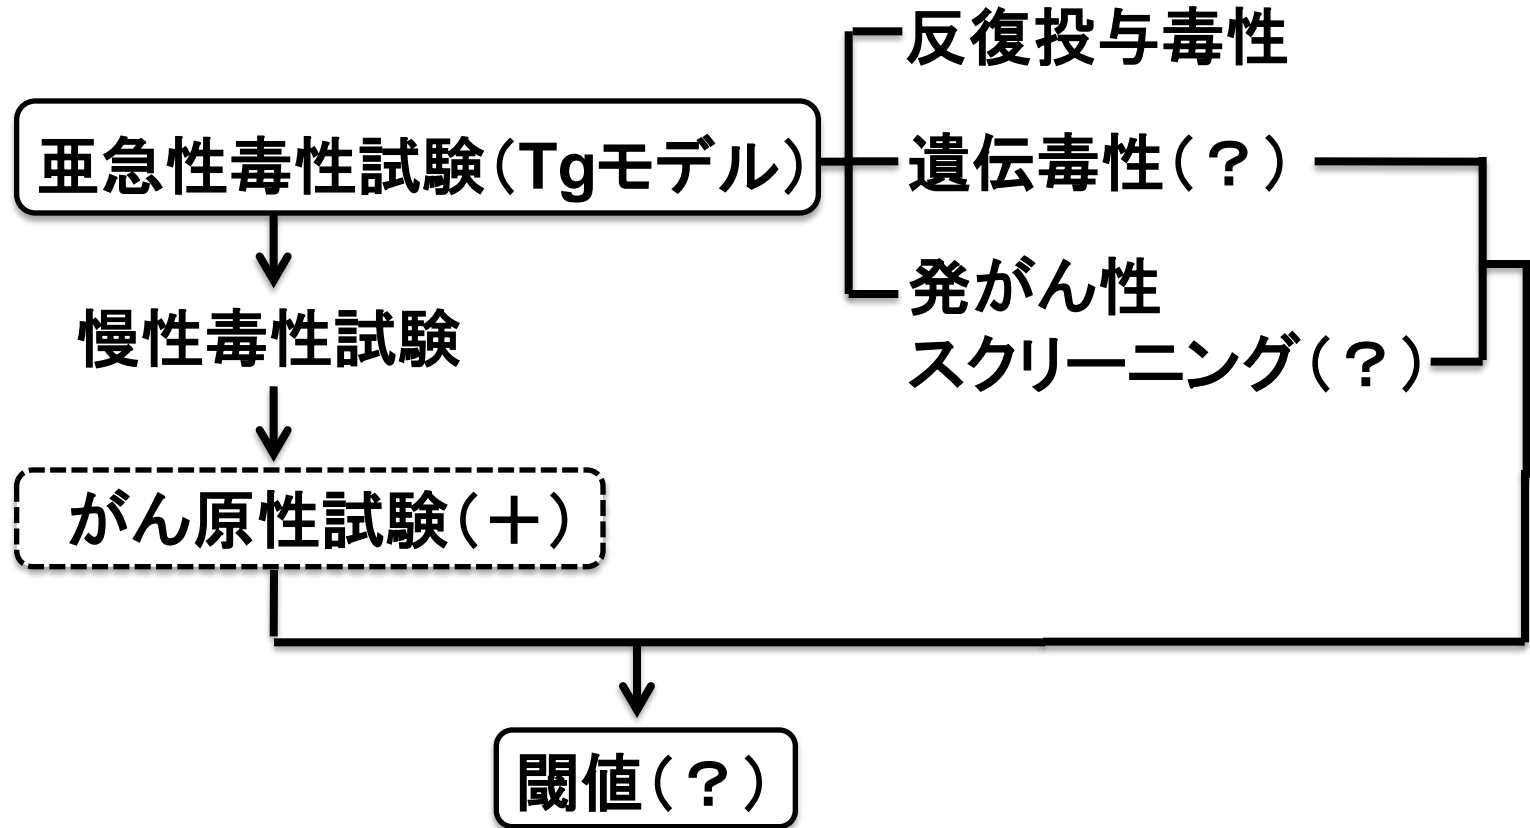 反復投与毒性
亜急性毒性試験(Tgモデル)
遺伝毒性(？)
発がん性
スクリーニング(？)
慢性毒性試験
がん原性試験(＋)
閾値(？)